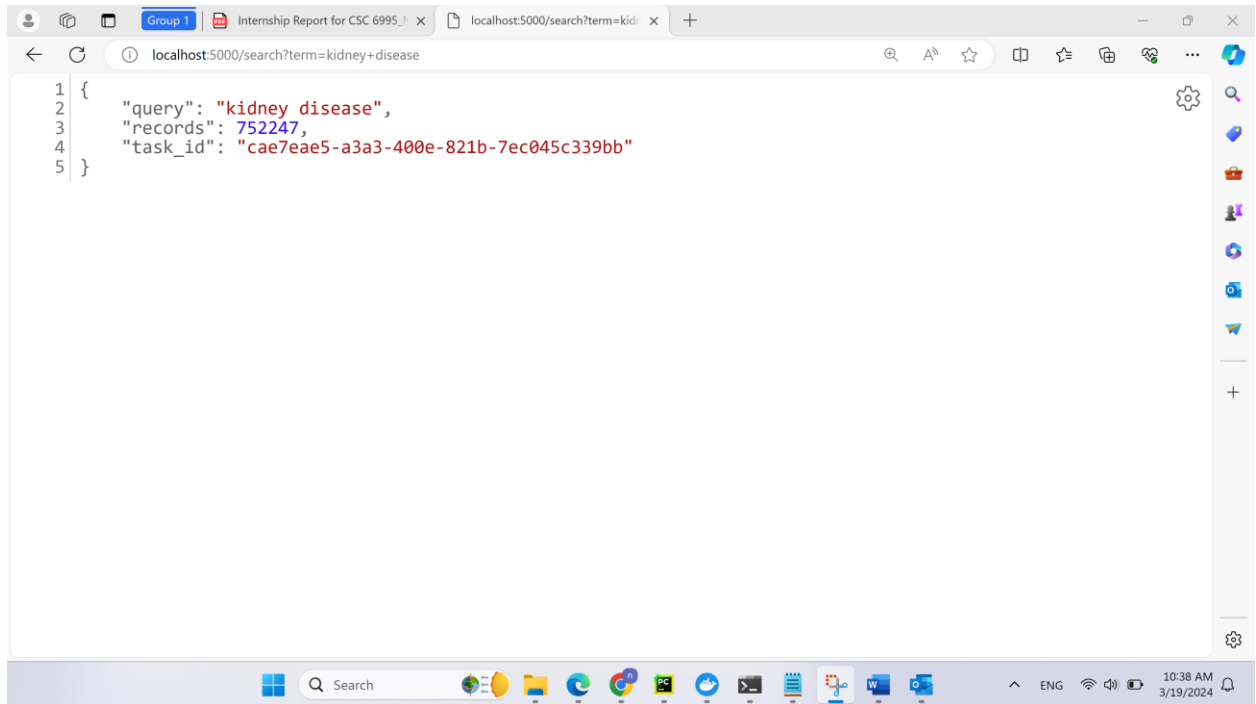 Group 1
Internship Report for CSC 6995_
localhost:5000/search?term=kidn
localhost:5000/search?term=kidney+disease
1 {
2 "query": "kidney disease",
3 "records": 752247,
4 "task_id": "cae7eae5-a3a3-400e-821b-7ec045c339bb"
5 }
Search
ENG
10:38 AM
3/19/2024